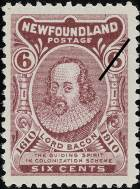 NEWFOUNDLAND
POSTAGE
6 6
1610 LORD BACON 1910
THE GUIDING SPIRIT
IN COLONIZATION SCHEME
SIX CENTS